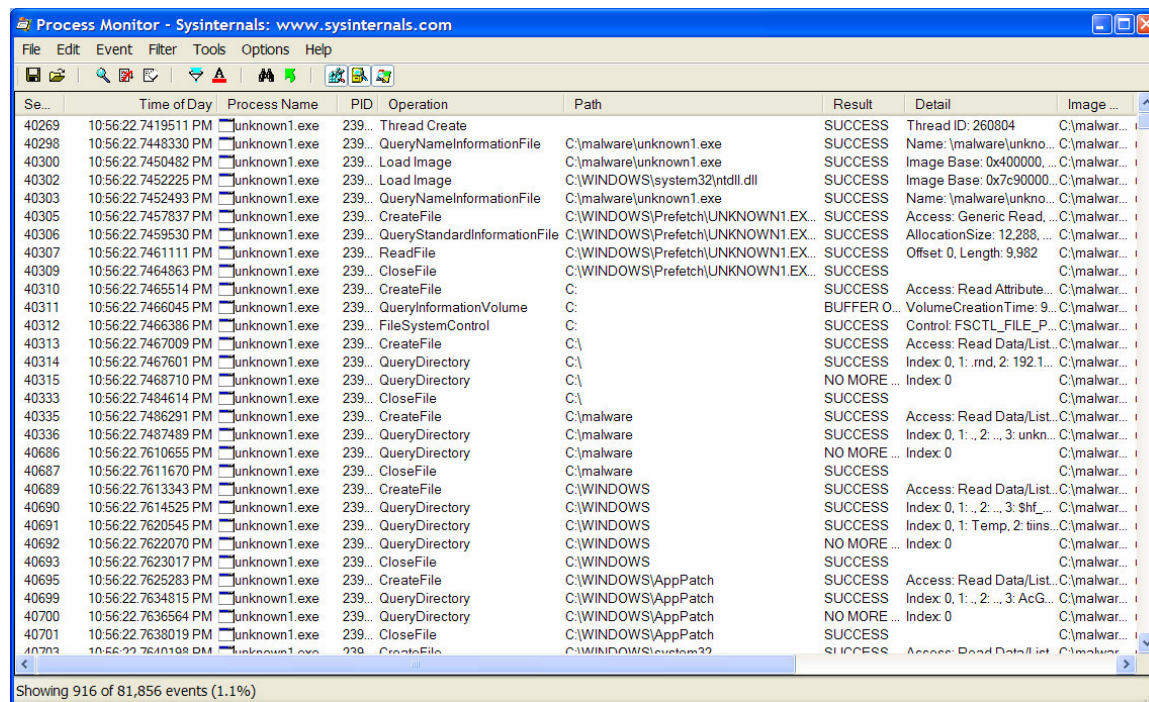 Process Monitor - Sysinternals: www.sysinternals.com
File Edit Event Filter Tools Options Help
Se... Time of Day Process Name PID Operation Path Result Detail Image ...
40269 10:56:22.7419511 PM unknown1.exe 239... Thread Create SUCCESS Thread ID: 260804 C:\malwar...
40298 10:56:22.7448330 PM unknown1.exe 239... QueryNameInformationFile C:\malware\unknown1.exe SUCCESS Name: \malware\unkno... C:\malwar...
40300 10:56:22.7450482 PM unknown1.exe 239... Load Image C:\malware\unknown1.exe SUCCESS Image Base: 0x400000, ... C:\malwar...
40302 10:56:22.7452225 PM unknown1.exe 239... Load Image C:\WINDOWS\system32\ntdll.dll SUCCESS Image Base: 0x7c90000... C:\malwar...
40303 10:56:22.7452493 PM unknown1.exe 239... QueryNameInformationFile C:\malware\unknown1.exe SUCCESS Name: \malware\unkno... C:\malwar...
40305 10:56:22.7457837 PM unknown1.exe 239... CreateFile C:\WINDOWS\Prefetch\UNKNOWN1.EX... SUCCESS Access: Generic Read, ... C:\malwar...
40306 10:56:22.7459530 PM unknown1.exe 239... QueryStandardInformationFile C:\WINDOWS\Prefetch\UNKNOWN1.EX... SUCCESS AllocationSize: 12,288, ... C:\malwar...
40307 10:56:22.7461111 PM unknown1.exe 239... ReadFile C:\WINDOWS\Prefetch\UNKNOWN1.EX... SUCCESS Offset: 0, Length: 9,982 C:\malwar...
40309 10:56:22.7464863 PM unknown1.exe 239... CloseFile C:\WINDOWS\Prefetch\UNKNOWN1.EX... SUCCESS C:\malwar...
40310 10:56:22.7465514 PM unknown1.exe 239... CreateFile C: SUCCESS Access: Read Attribute... C:\malwar...
40311 10:56:22.7466045 PM unknown1.exe 239... QueryInformationVolume C: BUFFER O... VolumeCreationTime: 9... C:\malwar...
40312 10:56:22.7466386 PM unknown1.exe 239... FileSystemControl C: SUCCESS Control: FSCTL_FILE_P... C:\malwar...
40313 10:56:22.7467009 PM unknown1.exe 239... CreateFile C:\ SUCCESS Access: Read Data/List... C:\malwar...
40314 10:56:22.7467601 PM unknown1.exe 239... QueryDirectory C:\ SUCCESS Index: 0, 1: .rnd, 2: 192.1... C:\malwar...
40315 10:56:22.7468710 PM unknown1.exe 239... QueryDirectory C:\ NO MORE ... Index: 0 C:\malwar...
40333 10:56:22.7484614 PM unknown1.exe 239... CloseFile C:\ SUCCESS C:\malwar...
40335 10:56:22.7486291 PM unknown1.exe 239... CreateFile C:\malware SUCCESS Access: Read Data/List... C:\malwar...
40336 10:56:22.7487489 PM unknown1.exe 239... QueryDirectory C:\malware SUCCESS Index: 0, 1: ., 2: .., 3: unkn... C:\malwar...
40686 10:56:22.7610655 PM unknown1.exe 239... QueryDirectory C:\malware NO MORE ... Index: 0 C:\malwar...
40687 10:56:22.7611670 PM unknown1.exe 239... CloseFile C:\malware SUCCESS C:\malwar...
40689 10:56:22.7613343 PM unknown1.exe 239... CreateFile C:\WINDOWS SUCCESS Access: Read Data/List... C:\malwar...
40690 10:56:22.7614525 PM unknown1.exe 239... QueryDirectory C:\WINDOWS SUCCESS Index: 0, 1: ., 2: .., 3: $hf_... C:\malwar...
40691 10:56:22.7620545 PM unknown1.exe 239... QueryDirectory C:\WINDOWS SUCCESS Index: 0, 1: Temp, 2: tiins... C:\malwar...
40692 10:56:22.7622070 PM unknown1.exe 239... QueryDirectory C:\WINDOWS NO MORE ... Index: 0 C:\malwar...
40693 10:56:22.7623017 PM unknown1.exe 239... CloseFile C:\WINDOWS SUCCESS C:\malwar...
40695 10:56:22.7625283 PM unknown1.exe 239... CreateFile C:\WINDOWS\AppPatch SUCCESS Access: Read Data/List... C:\malwar...
40699 10:56:22.7634815 PM unknown1.exe 239... QueryDirectory C:\WINDOWS\AppPatch SUCCESS Index: 0, 1: ., 2: .., 3: AcG... C:\malwar...
40700 10:56:22.7636564 PM unknown1.exe 239... QueryDirectory C:\WINDOWS\AppPatch NO MORE ... Index: 0 C:\malwar...
40701 10:56:22.7638019 PM unknown1.exe 239... CloseFile C:\WINDOWS\AppPatch SUCCESS C:\malwar...
40703 10:56:22.7640198 PM unknown1.exe 239... CreateFile C:\WINDOWS\system32 SUCCESS Access: Read Data/List... C:\malwar...
Showing 916 of 81,856 events (1.1%)